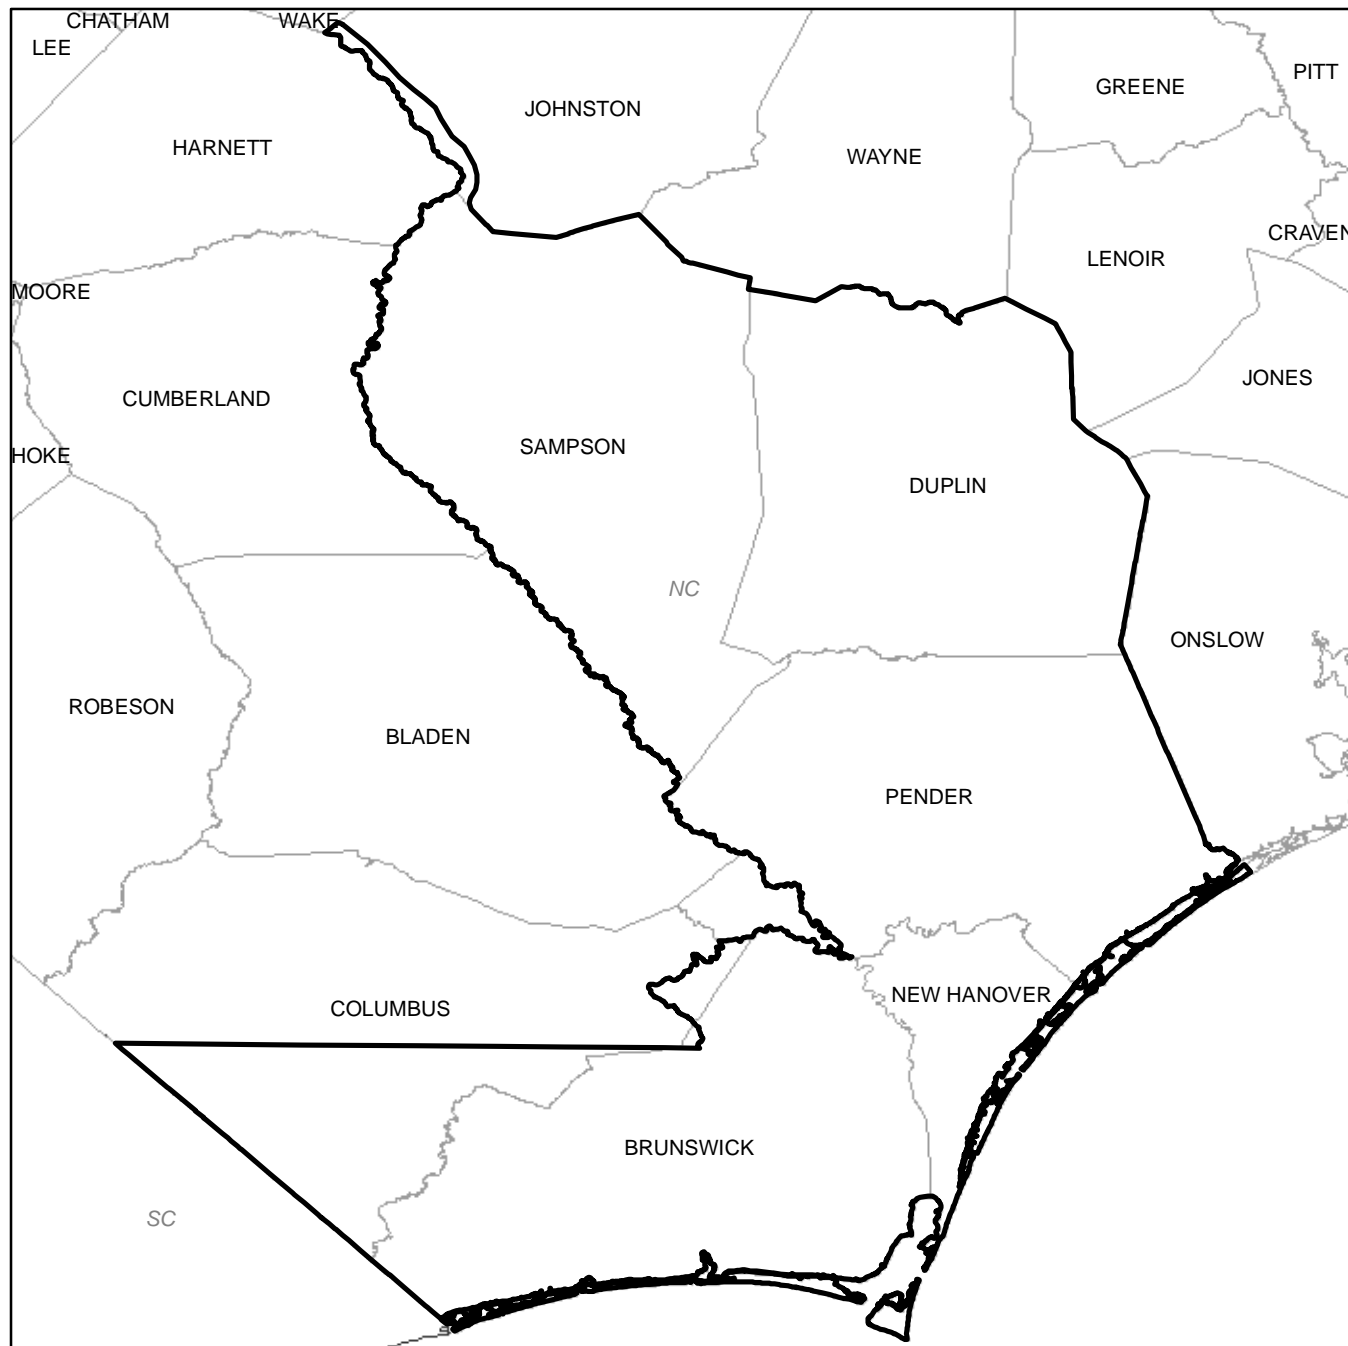 CHATHAM
WAKE
LEE
PITT
GREENE
JOHNSTON
HARNETT
WAYNE
CRAVEN
LENOIR
MOORE
JONES
CUMBERLAND
SAMPSON
HOKE
DUPLIN
NC
ONSLOW
ROBESON
BLADEN
PENDER
NEW HANOVER
COLUMBUS
BRUNSWICK
SC